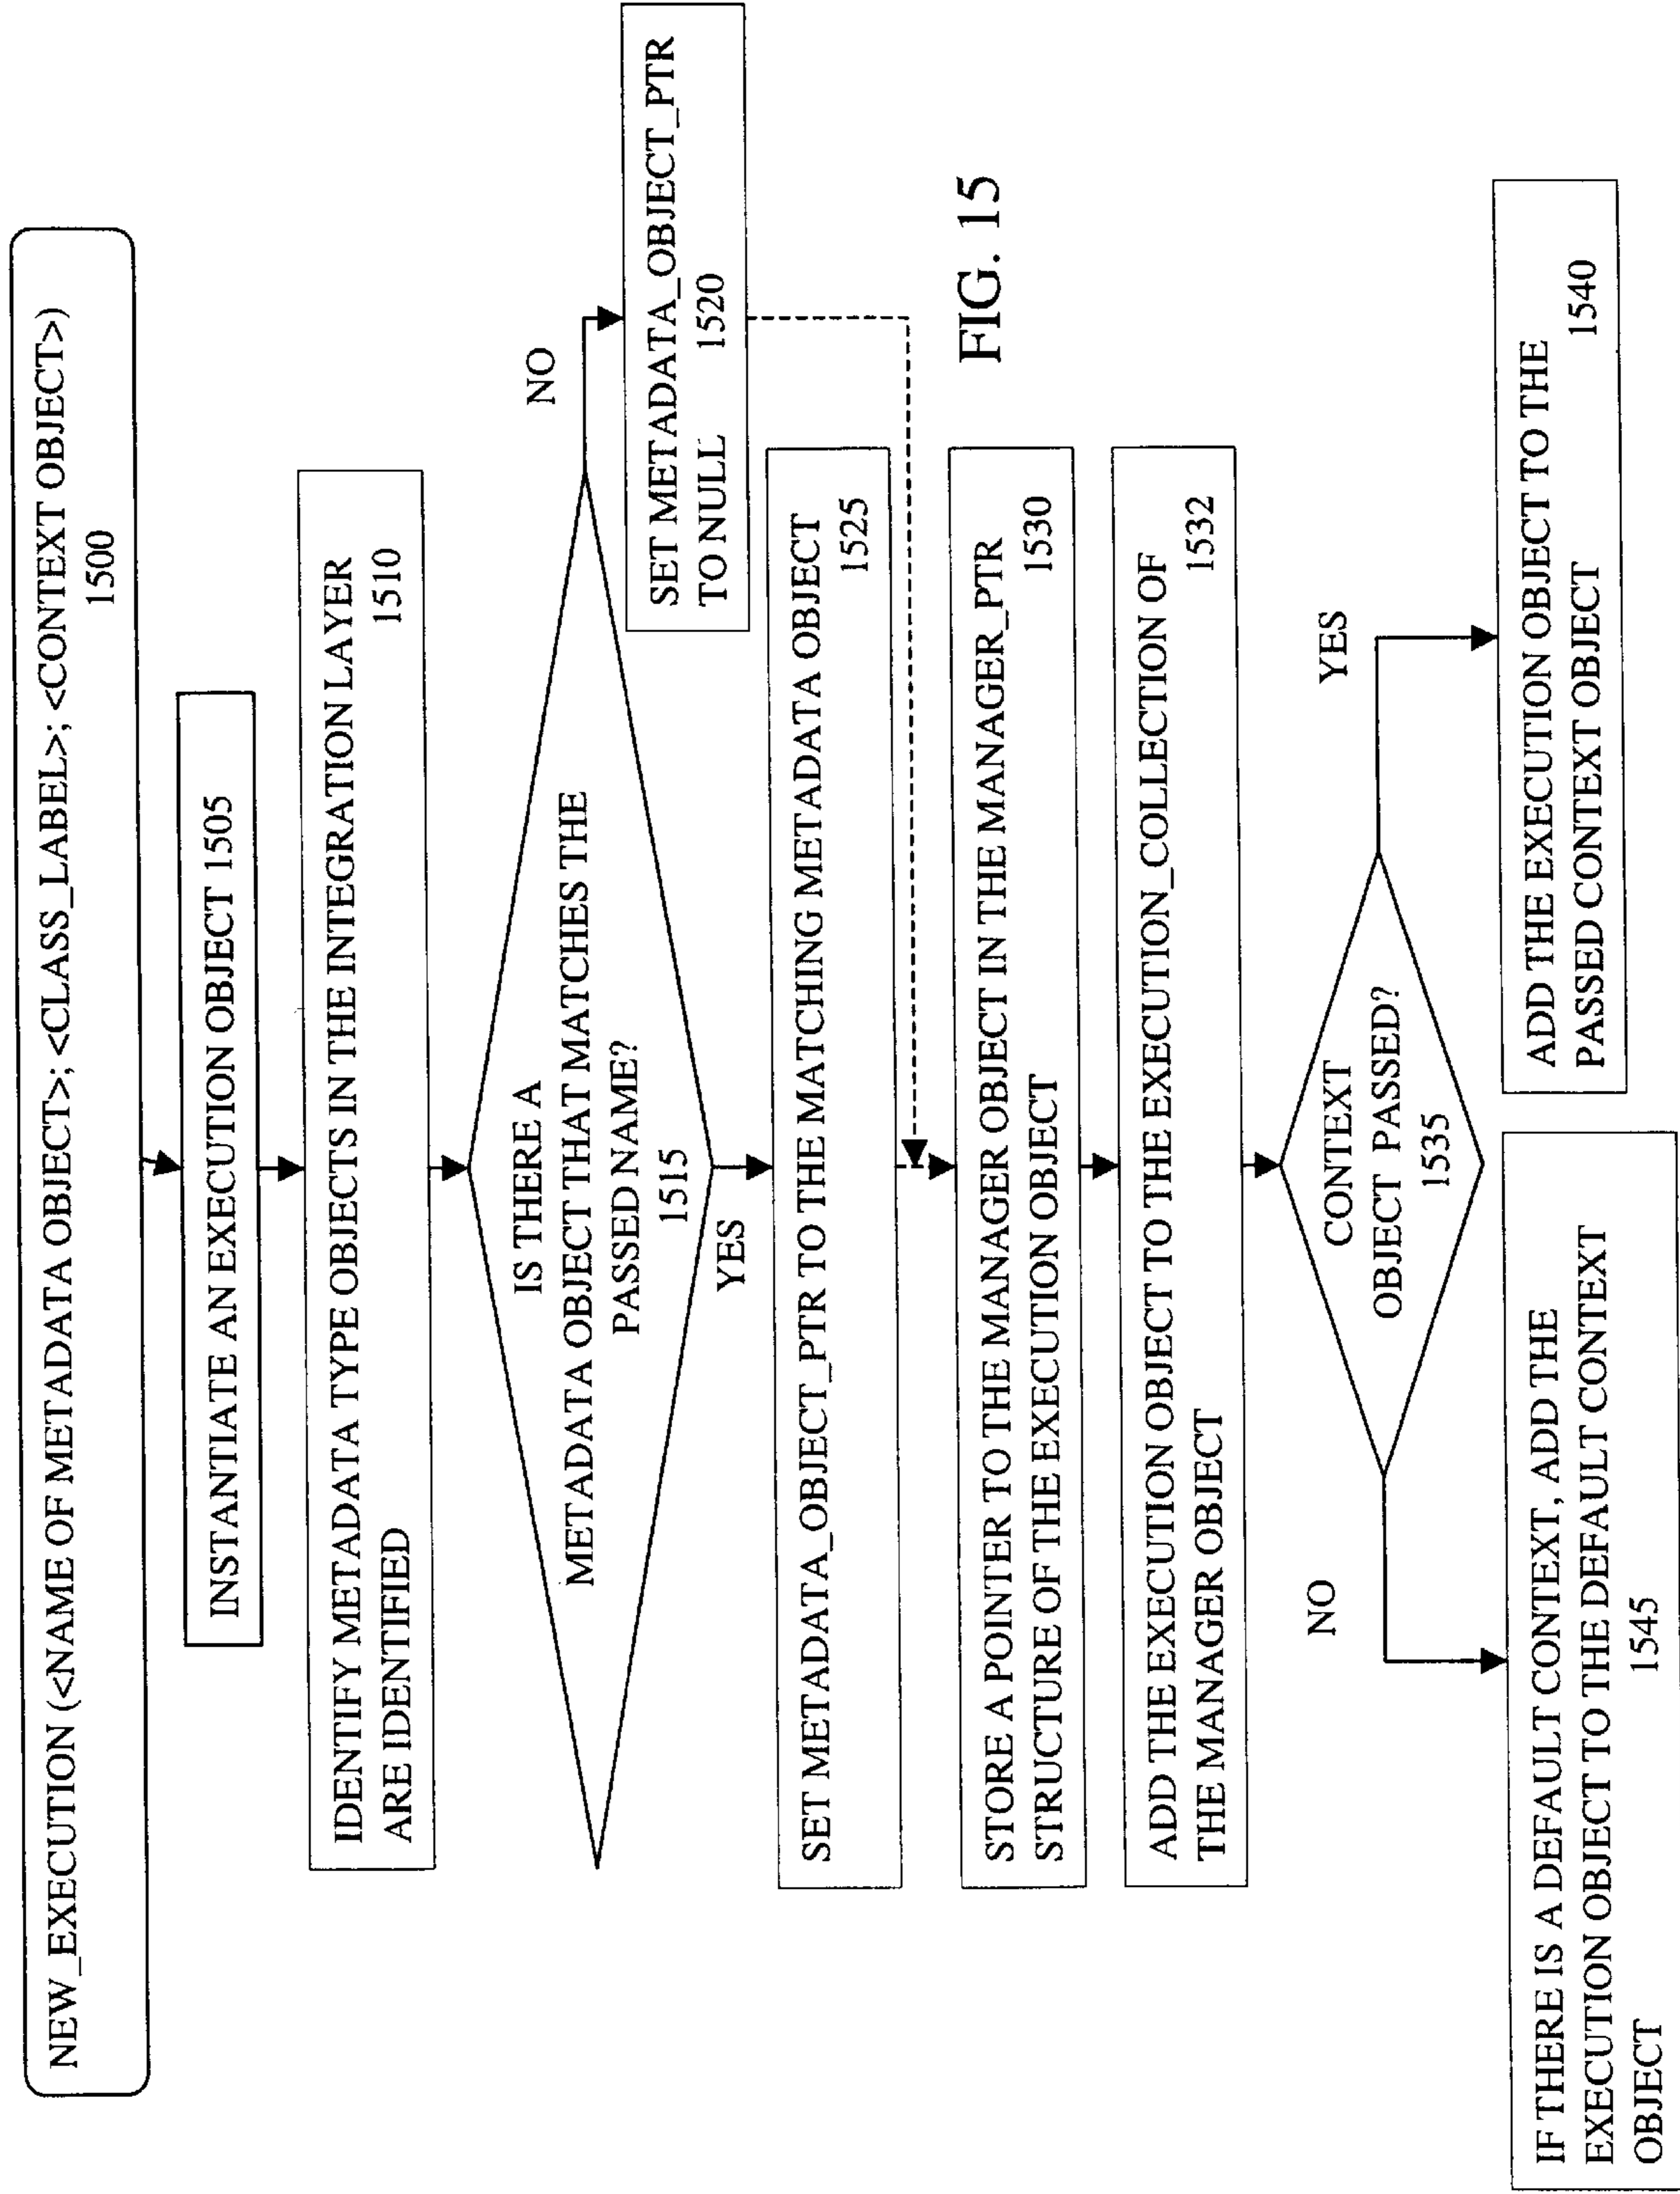 NEW_EXECUTION (<NAME OF METADATA OBJECT>; <CLASS_LABEL>; <CONTEXT OBJECT>)
1500
INSTANTIATE AN EXECUTION OBJECT 1505
IDENTIFY METADATA TYPE OBJECTS IN THE INTEGRATION LAYER
ARE IDENTIFIED 1510
IS THERE A
METADATA OBJECT THAT MATCHES THE
PASSED NAME?
1515
NO
SET METADATA_OBJECT_PTR
TO NULL 1520
YES
SET METADATA_OBJECT_PTR TO THE MATCHING METADATA OBJECT
1525
STORE A POINTER TO THE MANAGER OBJECT IN THE MANAGER_PTR
STRUCTURE OF THE EXECUTION OBJECT 1530
FIG. 15
ADD THE EXECUTION OBJECT TO THE EXECUTION_COLLECTION OF
THE MANAGER OBJECT 1532
CONTEXT
OBJECT PASSED?
1535
NO
YES
IF THERE IS A DEFAULT CONTEXT, ADD THE
EXECUTION OBJECT TO THE DEFAULT CONTEXT
OBJECT 1545
ADD THE EXECUTION OBJECT TO THE
PASSED CONTEXT OBJECT 1540